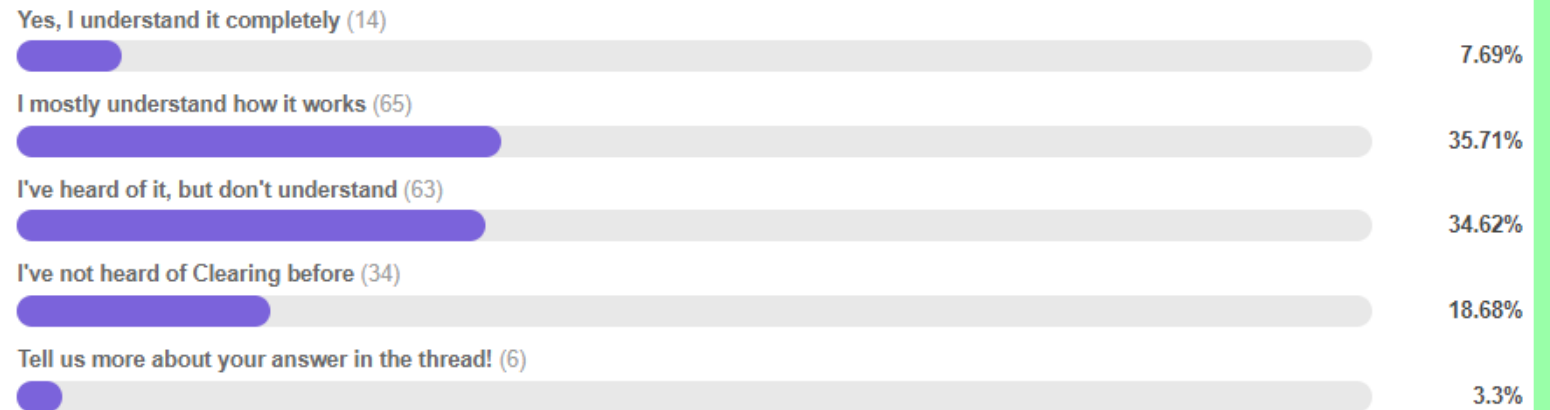 Yes, I understand it completely (14)
7.69%
I mostly understand how it works (65)
35.71%
I've heard of it, but don't understand (63)
34.62%
I've not heard of Clearing before (34)
18.68%
Tell us more about your answer in the thread! (6)
3.3%